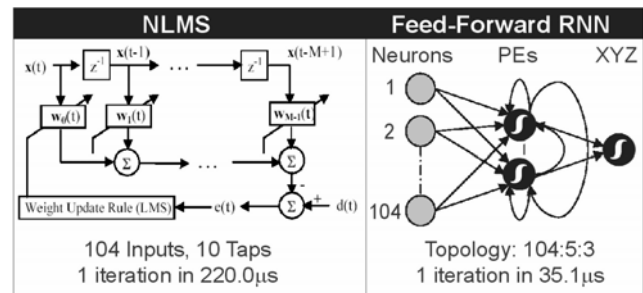 NLMS
x(t)
z⁻¹
x(t-1)
...
z⁻¹
x(t-M+1)
w₀(t)
w₁(t)
w_M-1(t
Σ
...
Σ
-
Weight Update Rule (LMS)
e(t)
Σ
+
d(t)
104 Inputs, 10 Taps
1 iteration in 220.0µs
Feed-Forward RNN
Neurons
PEs
XYZ
1
2
104
Topology: 104:5:3
1 iteration in 35.1µs